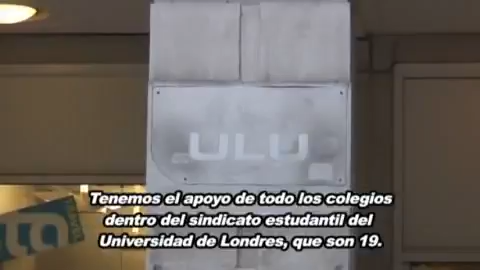 ULU
Tenemos el apoyo de todo los colegios
dentro del sindicato estudantil del
Universidad de Londres, que son 19.